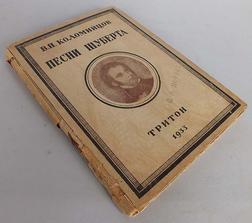 В.П. КОЛОМИЙЦОВ
ПЕСНИ ШУБЕРТА
ТРИТОН
1933